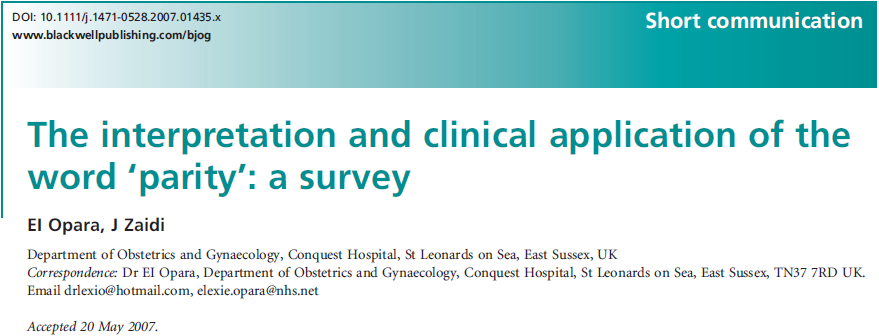 DOI: 10.1111/j.1471-0528.2007.01435.x
www.blackwellpublishing.com/bjog
Short communication
The interpretation and clinical application of the
word ‘parity’: a survey
EI Opara, J Zaidi
Department of Obstetrics and Gynaecology, Conquest Hospital, St Leonards on Sea, East Sussex, UK
Correspondence: Dr EI Opara, Department of Obstetrics and Gynaecology, Conquest Hospital, St Leonards on Sea, East Sussex, TN37 7RD UK.
Email drlexio@hotmail.com, elexie.opara@nhs.net
Accepted 20 May 2007.